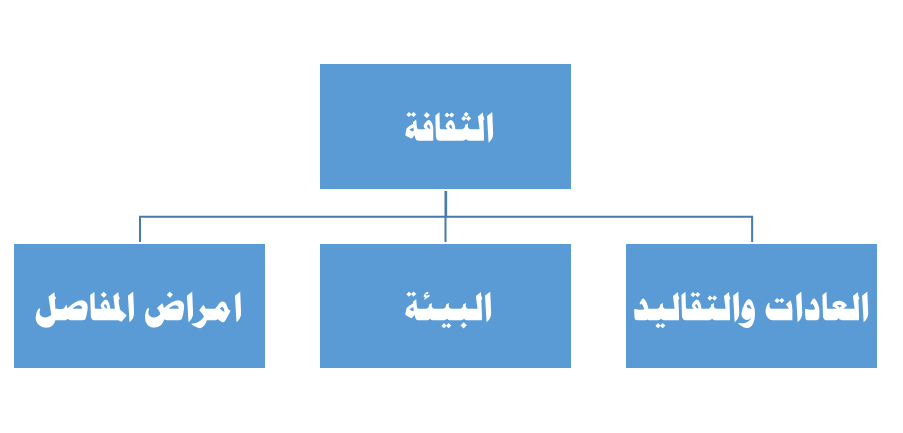 الثقافة
العادات والتقاليد
البيئة
امراض المفاصل